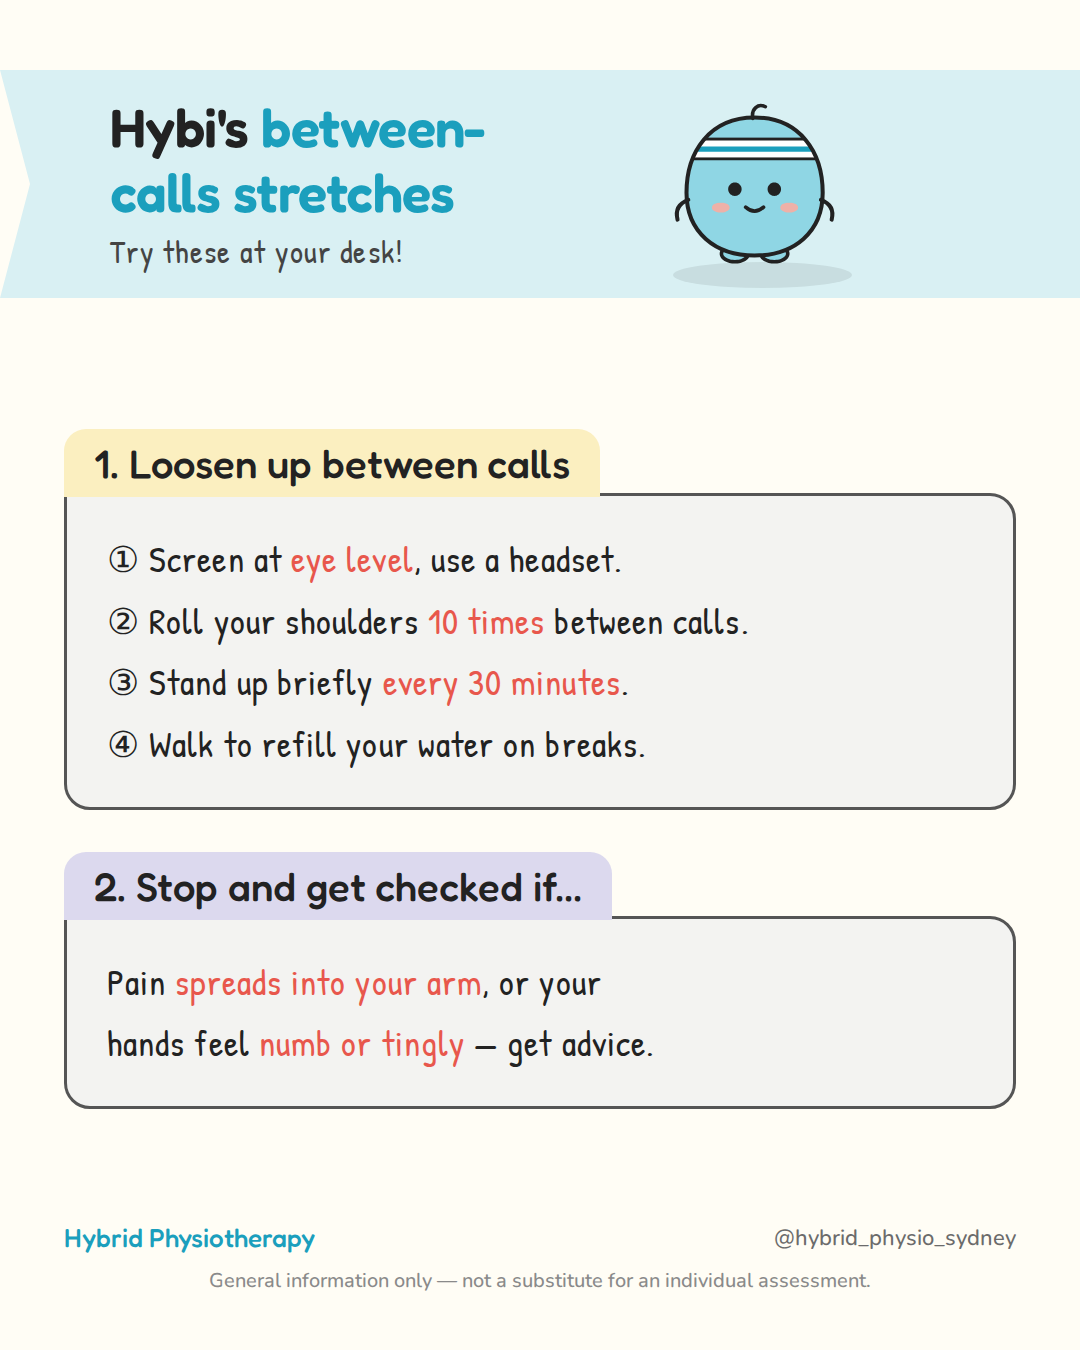 Hybi's between-
calls stretches
Try these at your desk!
1. Loosen up between calls
① Screen at eye level, use a headset.
② Roll your shoulders 10 times between calls.
③ Stand up briefly every 30 minutes.
④ Walk to refill your water on breaks.
2. Stop and get checked if...
Pain spreads into your arm, or your
hands feel numb or tingly — get advice.
Hybrid Physiotherapy
@hybrid_physio_sydney
General information only — not a substitute for an individual assessment.